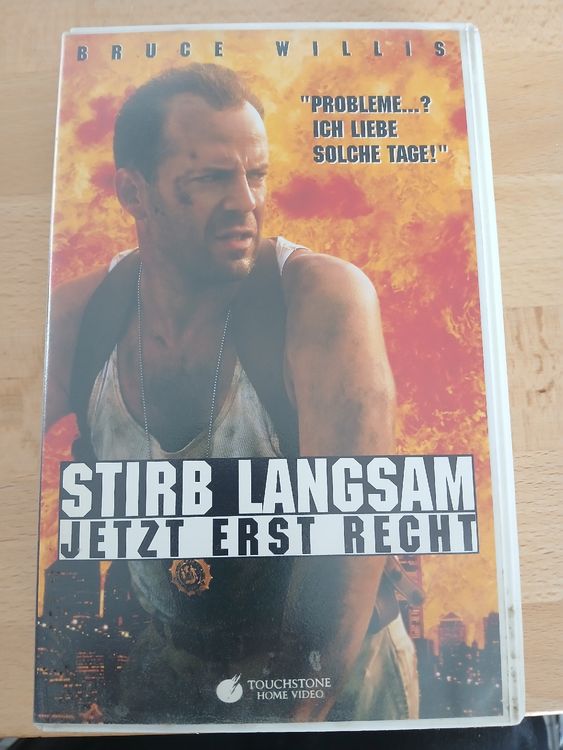 BRUCE WILLIS
"PROBLEME...?
ICH LIEBE
SOLCHE TAGE!"
STIRB LANGSAM
JETZT ERST RECHT
TOUCHSTONE
HOME VIDEO